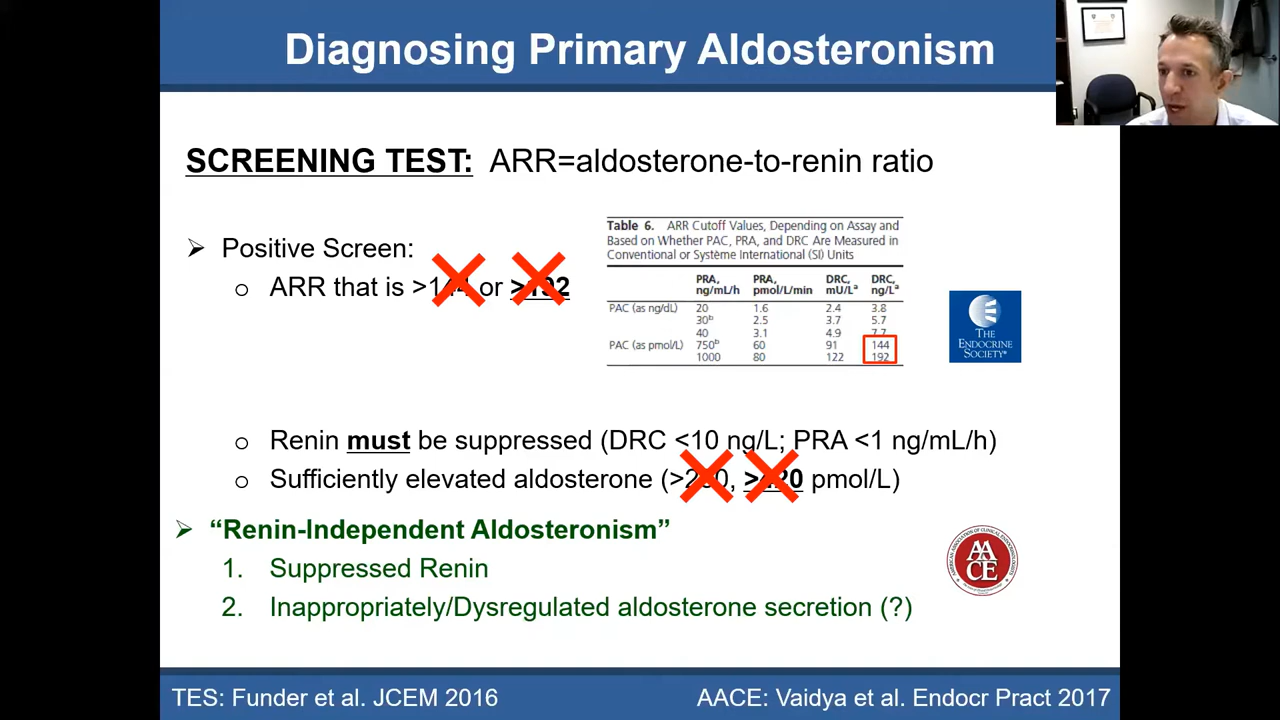 Diagnosing Primary Aldosteronism
SCREENING TEST: ARR=aldosterone-to-renin ratio
Positive Screen:
ARR that is >144 or >192
Table 6. ARR Cutoff Values, Depending on Assay and
Based on Whether PAC, PRA, and DRC Are Measured in
Conventional or Système International (SI) Units
PRA, PRA, DRC, DRC,
ng/mL/h pmol/L/min mU/Lᵃ ng/Lᵃ
PAC (as ng/dL) 20 1.6 2.4 3.8
30ᵇ 2.5 3.7 5.7
40 3.1 4.9 7.7
PAC (as pmol/L) 750ᵇ 60 91 144
1000 80 122 192
THE
ENDOCRINE
SOCIETY®
Renin must be suppressed (DRC <10 ng/L; PRA <1 ng/mL/h)
Sufficiently elevated aldosterone (> , > pmol/L)
“Renin-Independent Aldosteronism”
1. Suppressed Renin
2. Inappropriately/Dysregulated aldosterone secretion (?)
AA
CE
TES: Funder et al. JCEM 2016
AACE: Vaidya et al. Endocr Pract 2017